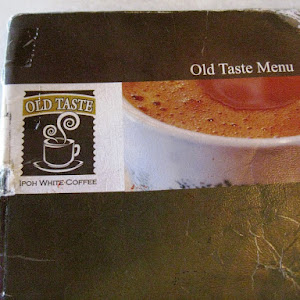 Old Taste Menu
OLD TASTE
IPOH WHITE COFFEE